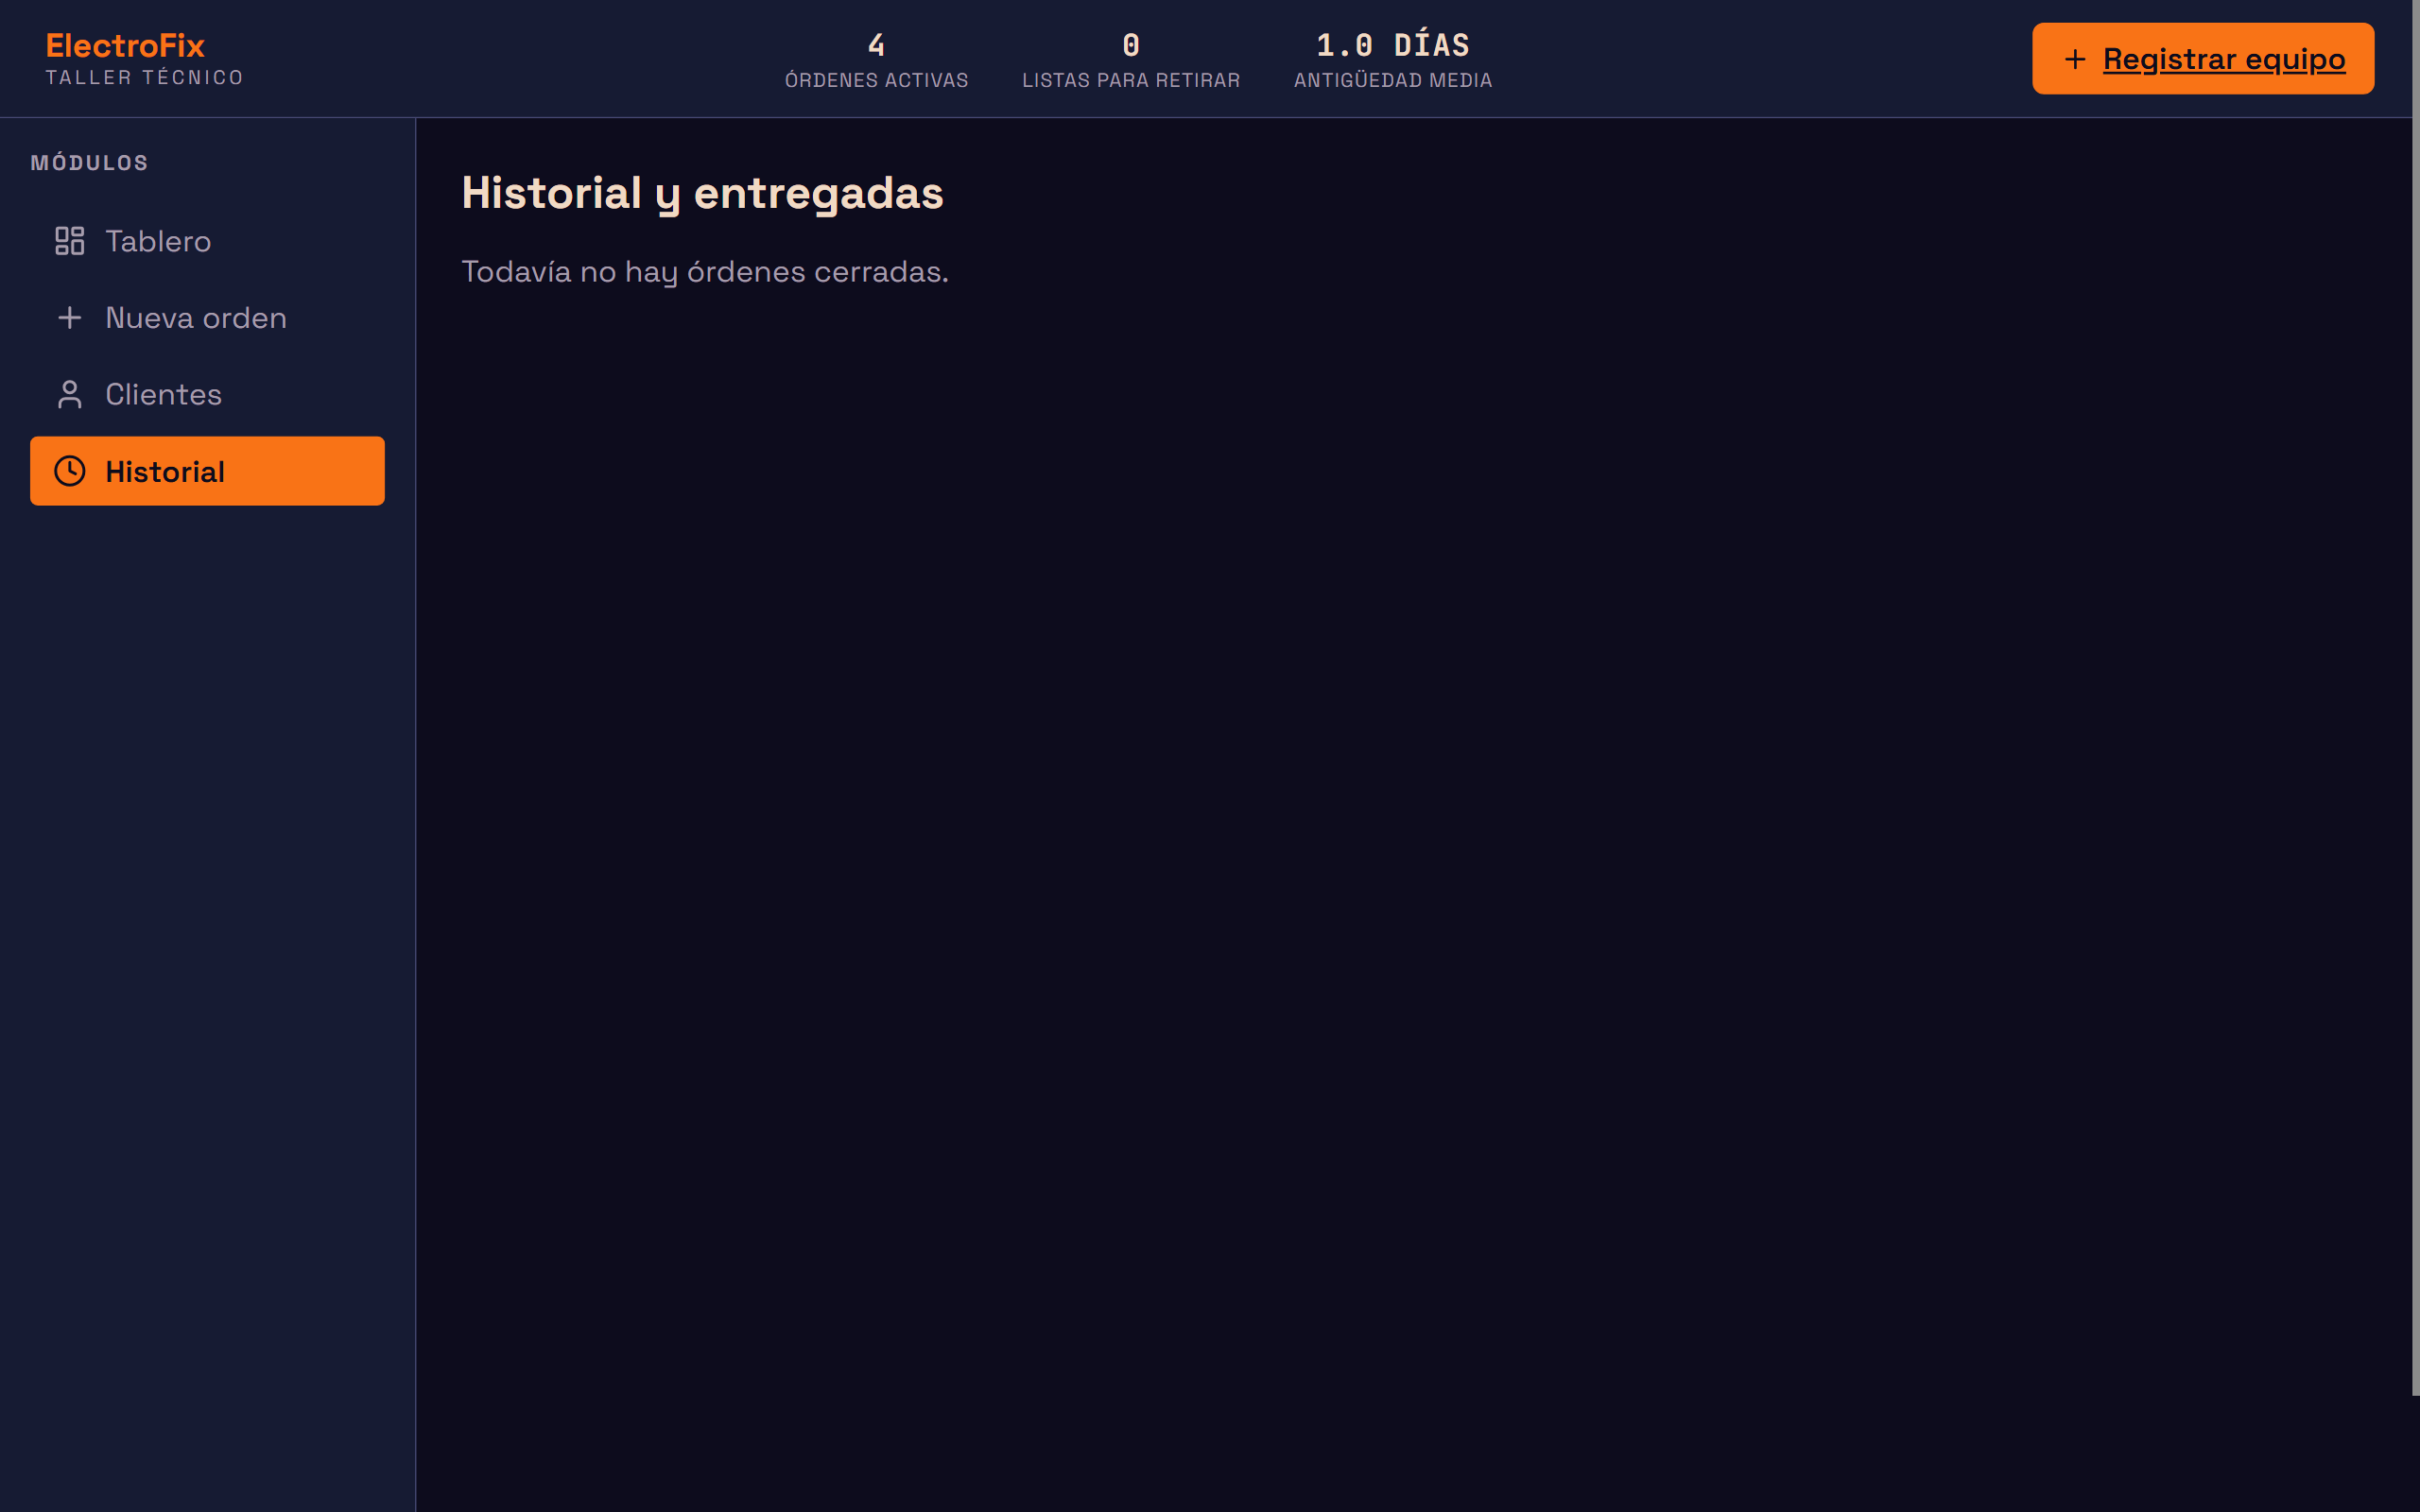 ElectroFix
TALLER TÉCNICO
4
ÓRDENES ACTIVAS
0
LISTAS PARA RETIRAR
1.0 DÍAS
ANTIGÜEDAD MEDIA
Registrar equipo
MÓDULOS
Tablero
Nueva orden
Clientes
Historial
Historial y entregadas
Todavía no hay órdenes cerradas.